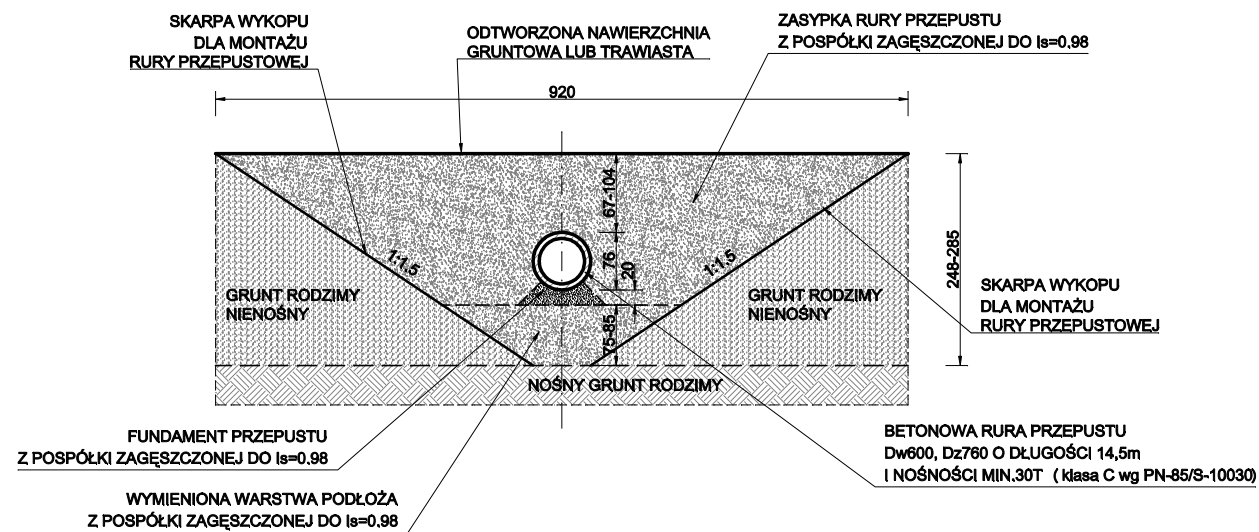 SKARPA WYKOPU
DLA MONTAŻU
RURY PRZEPUSTOWEJ
ODTWORZONA NAWIERZCHNIA
GRUNTOWA LUB TRAWIASTA
ZASYPKA RURY PRZEPUSTU
Z POSPÓŁKI ZAGĘSZCZONEJ DO Is=0,98
920
67-104
76
20
75-85
248-285
1:1,5
1:1,5
GRUNT RODZIMY
NIENOŚNY
GRUNT RODZIMY
NIENOŚNY
SKARPA WYKOPU
DLA MONTAŻU
RURY PRZEPUSTOWEJ
NOŚNY GRUNT RODZIMY
FUNDAMENT PRZEPUSTU
Z POSPÓŁKI ZAGĘSZCZONEJ DO Is=0,98
WYMIENIONA WARSTWA PODŁOŻA
Z POSPÓŁKI ZAGĘSZCZONEJ DO Is=0,98
BETONOWA RURA PRZEPUSTU
Dw600, Dz760 O DŁUGOŚCI 14,5m
I NOŚNOŚCI MIN.30T ( klasa C wg PN-85/S-10030)